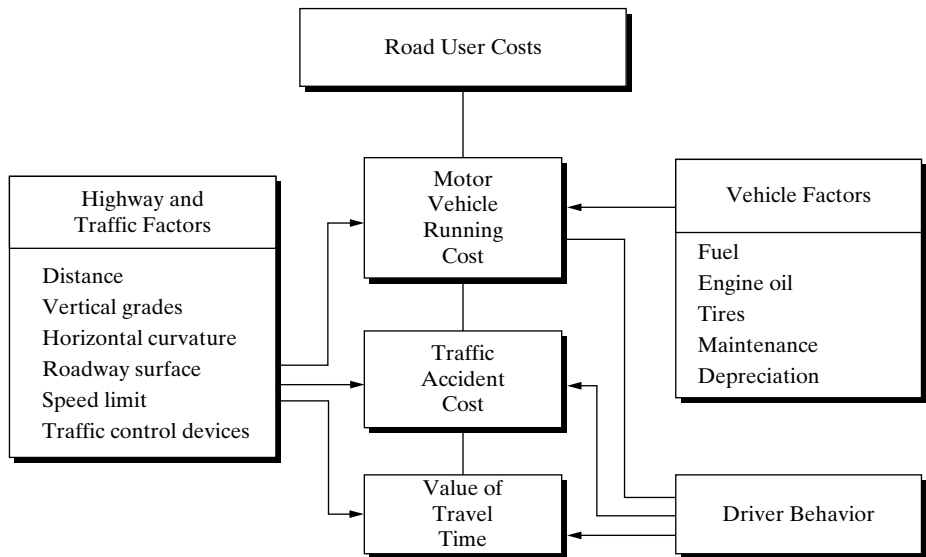 Road User Costs
Motor
Vehicle
Running
Cost
Highway and
Traffic Factors
Distance
Vertical grades
Horizontal curvature
Roadway surface
Speed limit
Traffic control devices
Vehicle Factors
Fuel
Engine oil
Tires
Maintenance
Depreciation
Traffic
Accident
Cost
Value of
Travel
Time
Driver Behavior